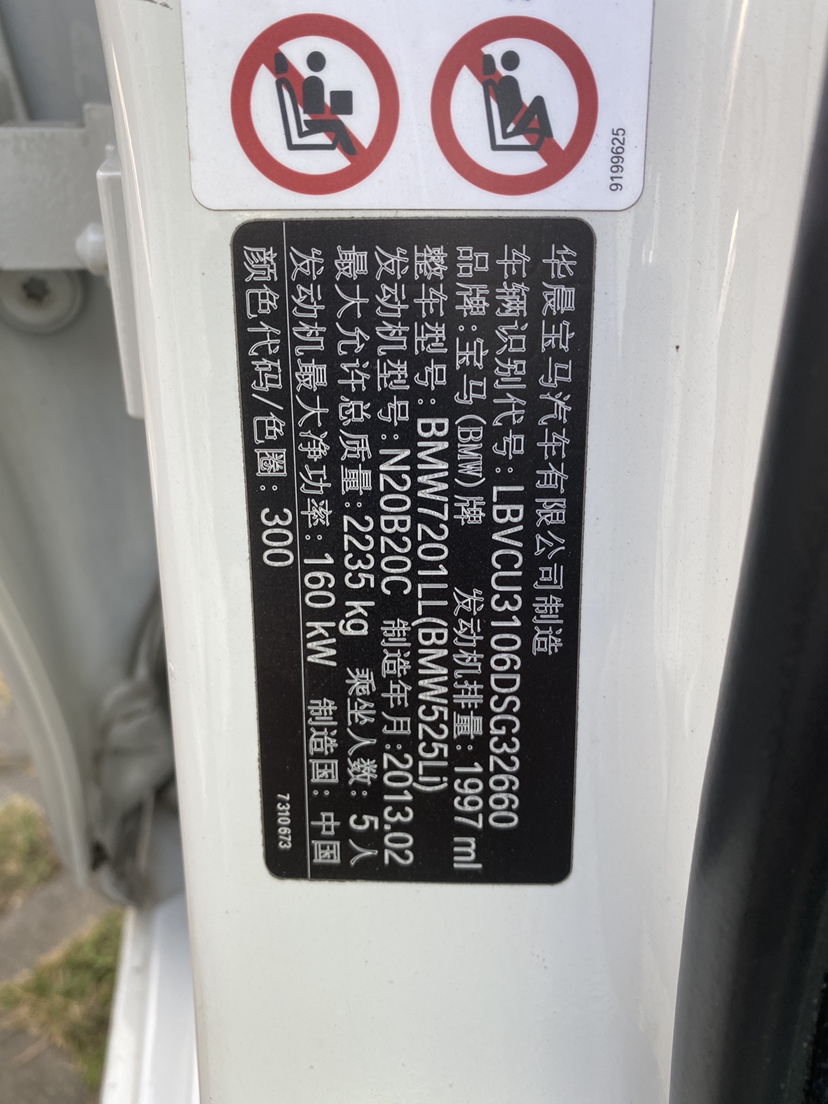 9199625
华晨宝马汽车有限公司制造
车辆识别代号:LBVCU3106DSG32660
品牌:宝马(BMW)牌 发动机排量:1997 ml
整车型号:BMW7201LL(BMW525Li)
发动机型号:N20B20C 制造年月:2013.02
最大允许总质量:2235 kg 乘坐人数:5 人
发动机最大净功率:160 kW 制造国:中国
颜色代码/色圈:300
7310673